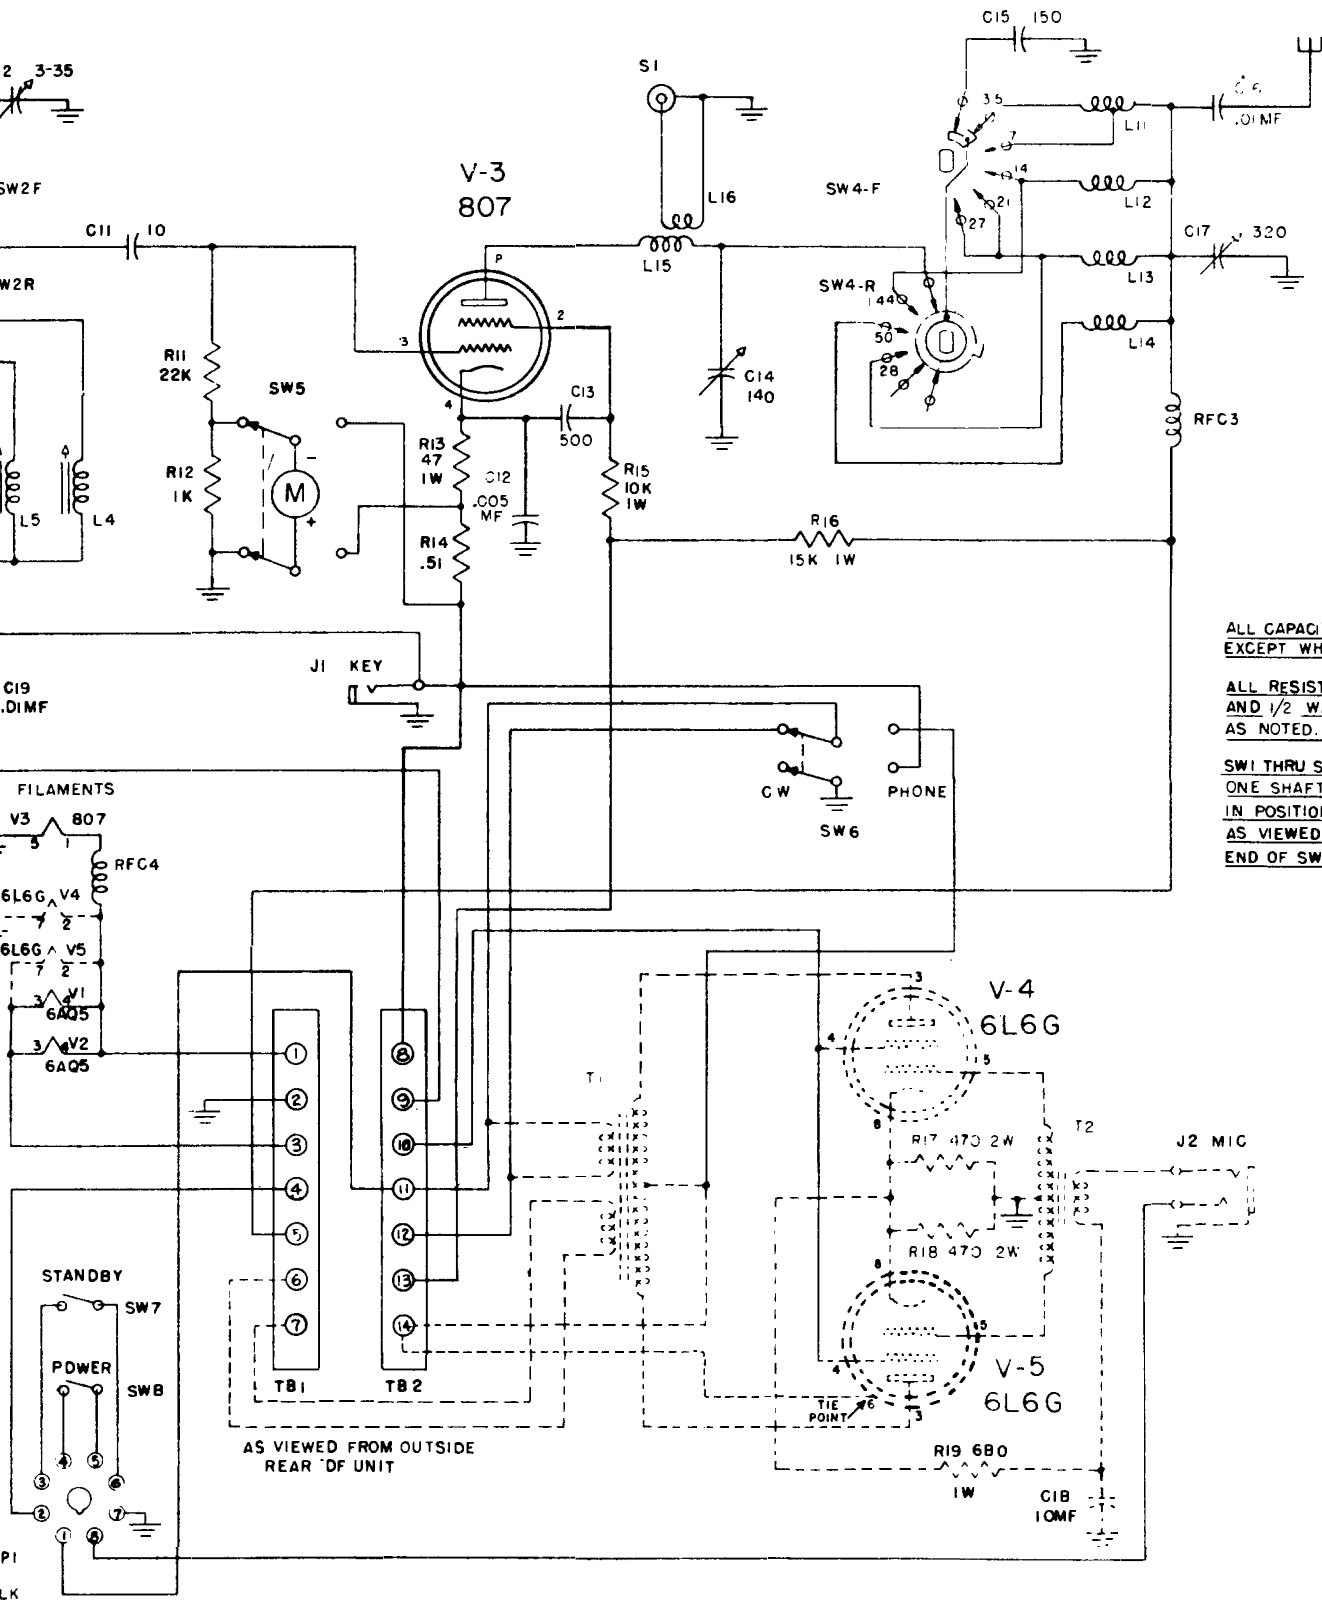 C15 150
2 3-35
S1
3.5
L11
.01MF
7
V-3
807
SW2F
SW4-F
14
L16
L12
21
27
C11 10
C17 320
P
L15
L13
W2R
SW4-R
144
2
3
50
L14
R11
22K
28
C14
140
SW5
C13
4
500
RFC3
R13
47
1W
R12
1K
C12
.005
MF
R15
10K
1W
-
M
+
L5
L4
R14
.51
R16
15K 1W
ALL CAPACI
EXCEPT WH
J1 KEY
C19
.01MF
ALL RESIST
AND 1/2 W
AS NOTED.
SW1 THRU S
ONE SHAFT
IN POSITIO
AS VIEWED
END OF SW
FILAMENTS
CW
PHONE
SW6
V3 807
5 1
RFC4
6L6G V4
7 2
6L6G V5
7 2
V1
3 4
6AQ5
3 4 V2
6AQ5
3
V-4
6L6G
4
5
8
T1
1
8
2
9
3
10
4
11
5
12
6
13
7
14
TB1
TB2
R17 470 2W
T2
J2 MIC
R18 470 2W
8
5
4
V-5
6L6G
TIE
POINT
6
3
STANDBY
SW7
POWER
SW8
AS VIEWED FROM OUTSIDE
REAR OF UNIT
R19 680
1W
C18
10MF
4
5
3
6
2
7
1
8
P1
LK